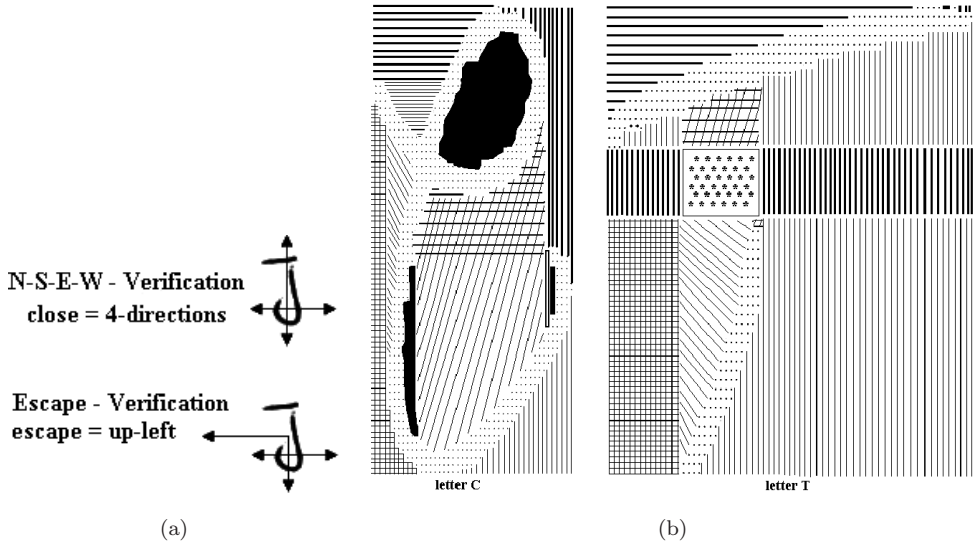 N-S-E-W - Verification
close = 4-directions
Escape - Verification
escape = up-left
letter C
letter T
(a)
(b)